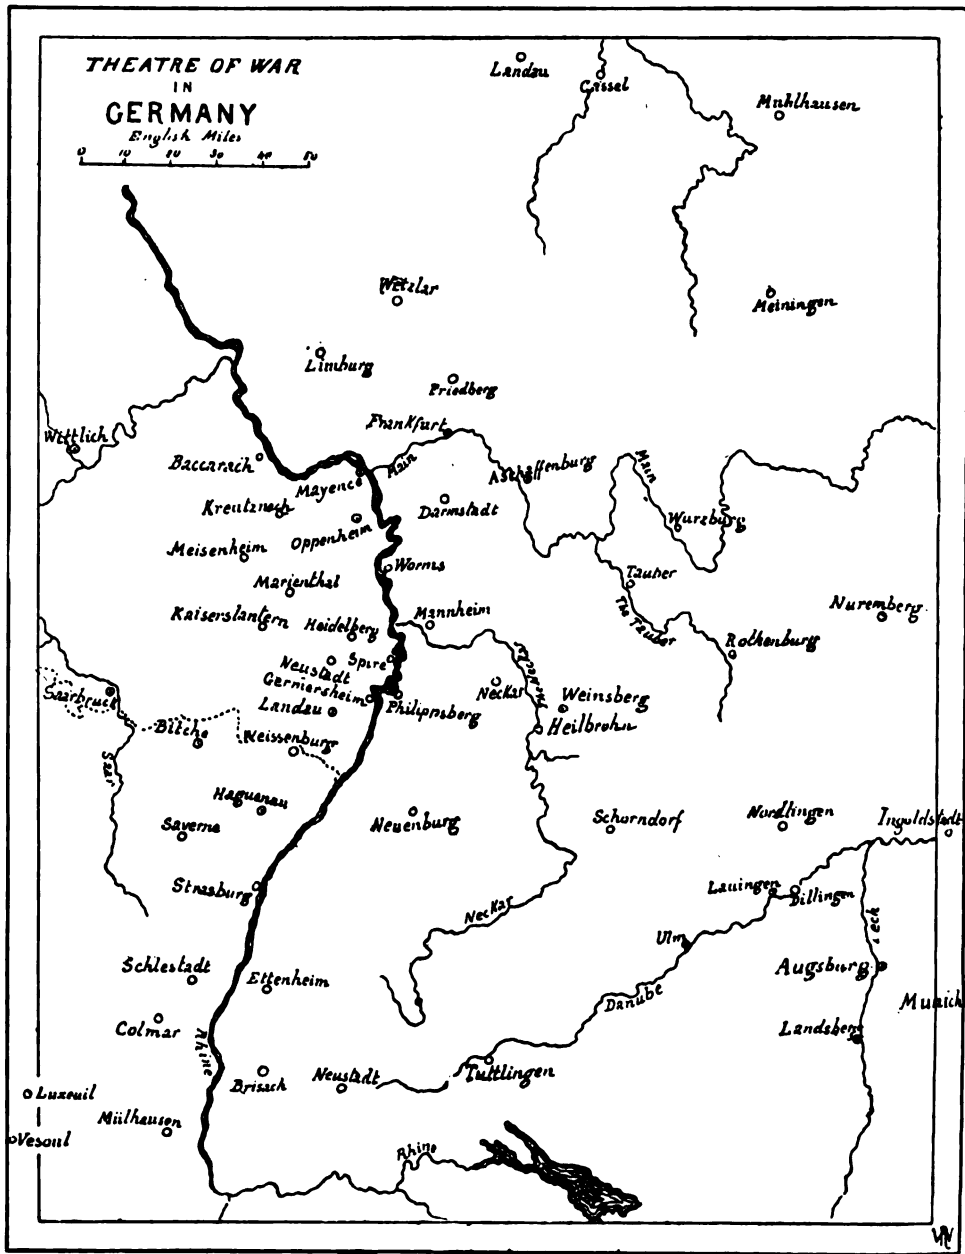 THEATRE OF WAR
IN
GERMANY
English Miles
0 10 20 30 40 50
Landau
Cassel
Muhlhausen
Wetzlar
Meiningen
Limburg
Friedberg
Frankfurt
Wittlich
Baccarach
Main
Aschaffenburg
Main
Mayence
Kreutznach
Darmstadt
Oppenheim
Wurzburg
Meisenheim
Worms
Marienthal
Tauber
Kaiserslantern
Heidelberg
Mannheim
The Tauber
Nuremberg
Rothenburg
Neustadt
Spire
The Neckar
Saarbruck
Germersheim
Neckar
Weinsberg
Landau
Philippsberg
Heilbrohn
Bitche
Weissenburg
Saar
Haguenau
Saverne
Neuenburg
Schorndorf
Nordlingen
Ingoldstadt
Strasburg
Lauingen
Dillingen
Neckar
Lech
Ulm
Schlestadt
Ettenheim
Augsburg
Danube
Munich
Colmar
Landsberg
Rhine
Brisach
Neustadt
Tuttlingen
Luxeuil
Mülhausen
Vesoul
Rhine